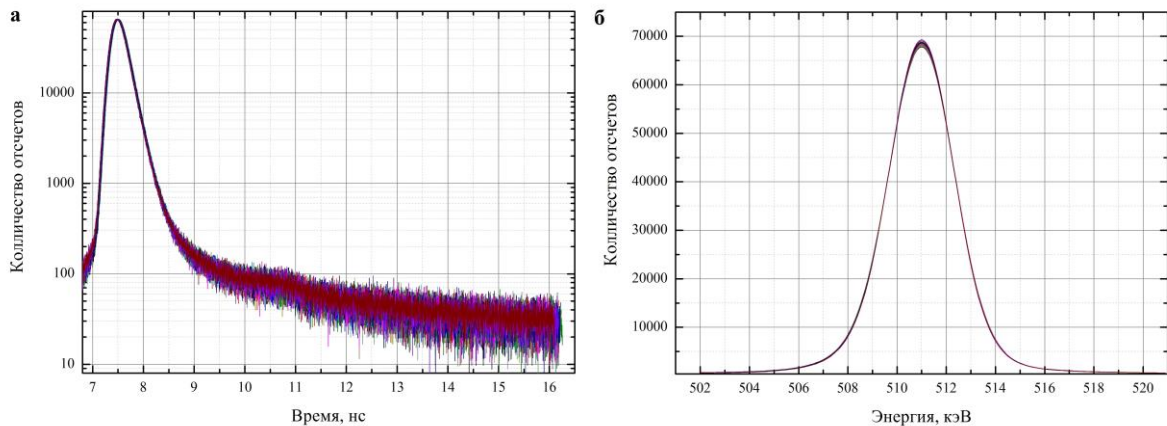 а
б
Колличество отсчетов
10000
1000
100
10
7 8 9 10 11 12 13 14 15 16
Время, нс
Колличество отсчетов
70000
60000
50000
40000
30000
20000
10000
502 504 506 508 510 512 514 516 518 520
Энергия, кэВ